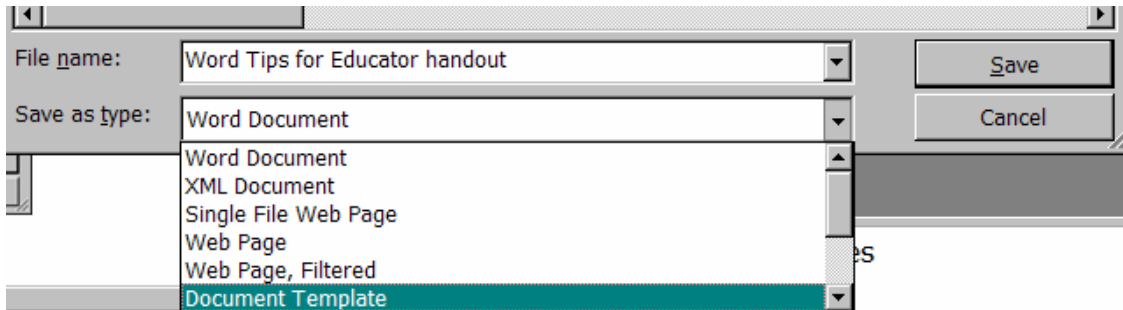 File name: Word Tips for Educator handout Save
Save as type: Word Document Cancel
Word Document
XML Document
Single File Web Page
Web Page
Web Page, Filtered
Document Template